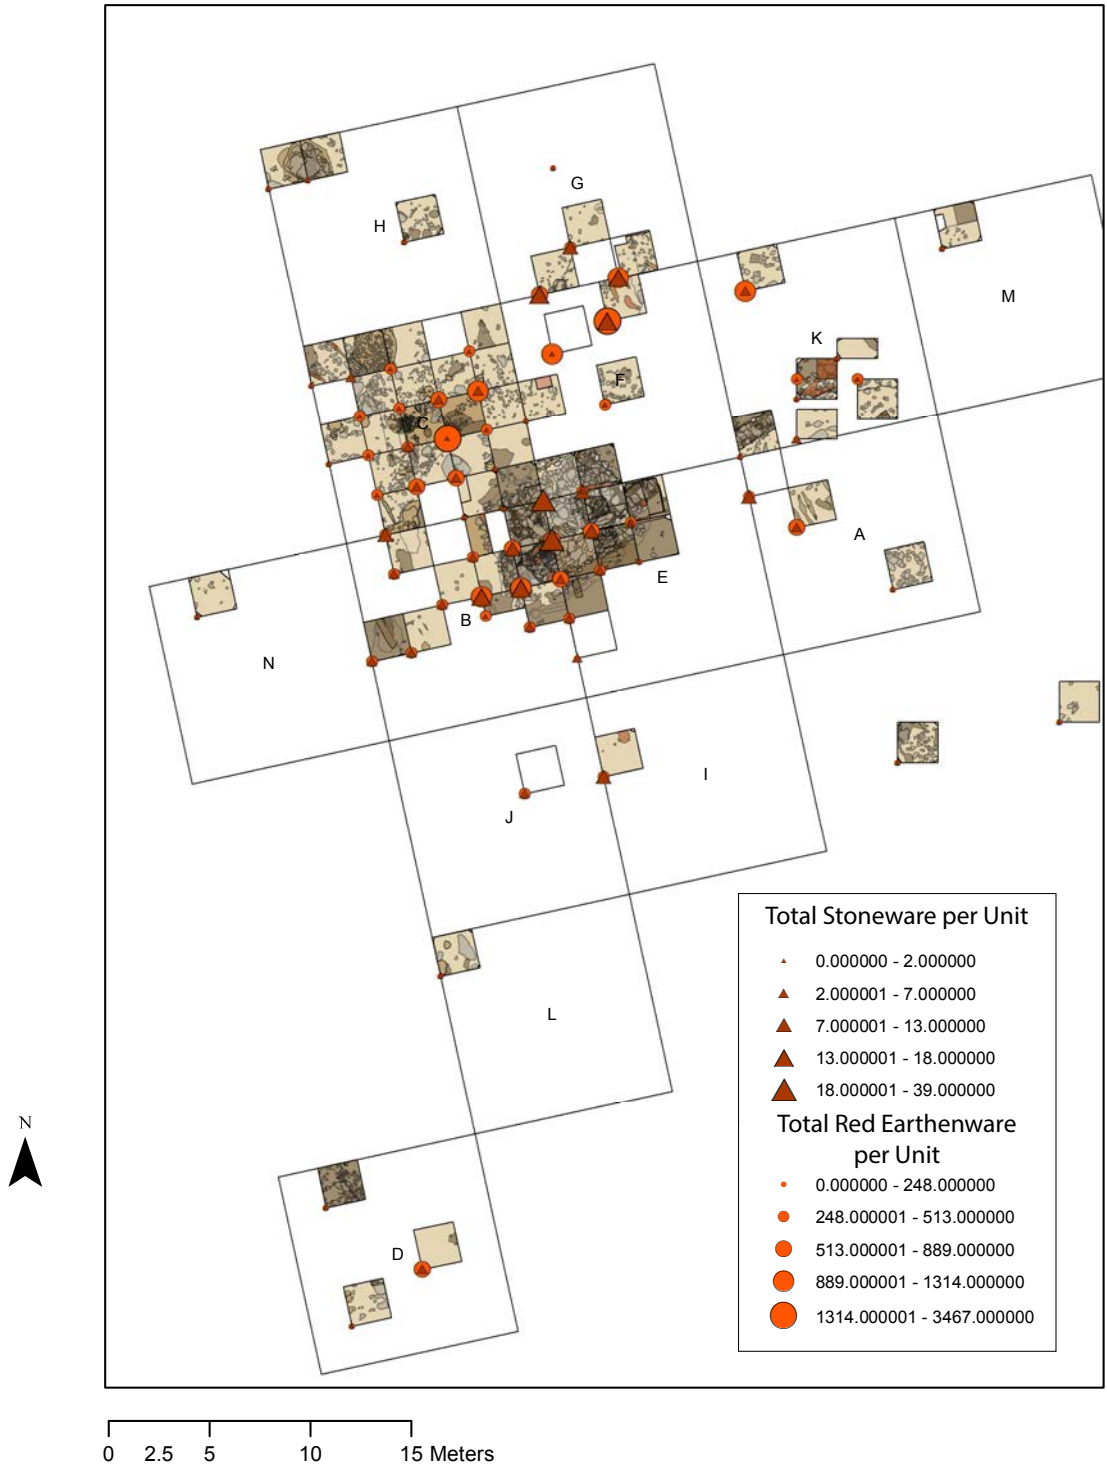 G
H
M
K
F
C
A
E
B
N
I
J
L
D
N
Total Stoneware per Unit
0.000000 - 2.000000
2.000001 - 7.000000
7.000001 - 13.000000
13.000001 - 18.000000
18.000001 - 39.000000
Total Red Earthenware
per Unit
0.000000 - 248.000000
248.000001 - 513.000000
513.000001 - 889.000000
889.000001 - 1314.000000
1314.000001 - 3467.000000
0 2.5 5 10 15 Meters